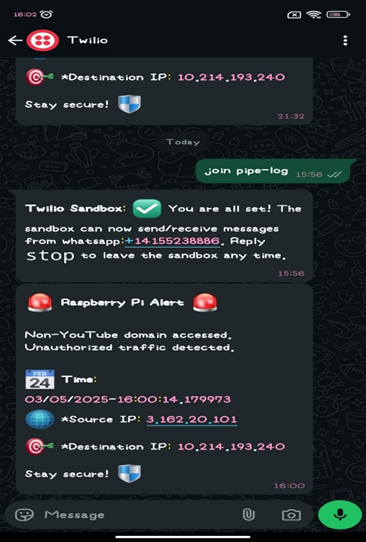 16:02
Twilio
*Destination IP: 10.214.193.240
Stay secure!
21:32
Today
join pipe-log 15:56
Twilio Sandbox: You are all set! The
sandbox can now send/receive messages
from whatsapp:+14155238886. Reply
stop to leave the sandbox any time.
15:56
Raspberry Pi Alert
Non-YouTube domain accessed.
Unauthorized traffic detected.
FEB
24
Time:
03/05/2025-16:00:14.179973
*Source IP: 3.162.20.101
*Destination IP: 10.214.193.240
Stay secure!
16:00
Message